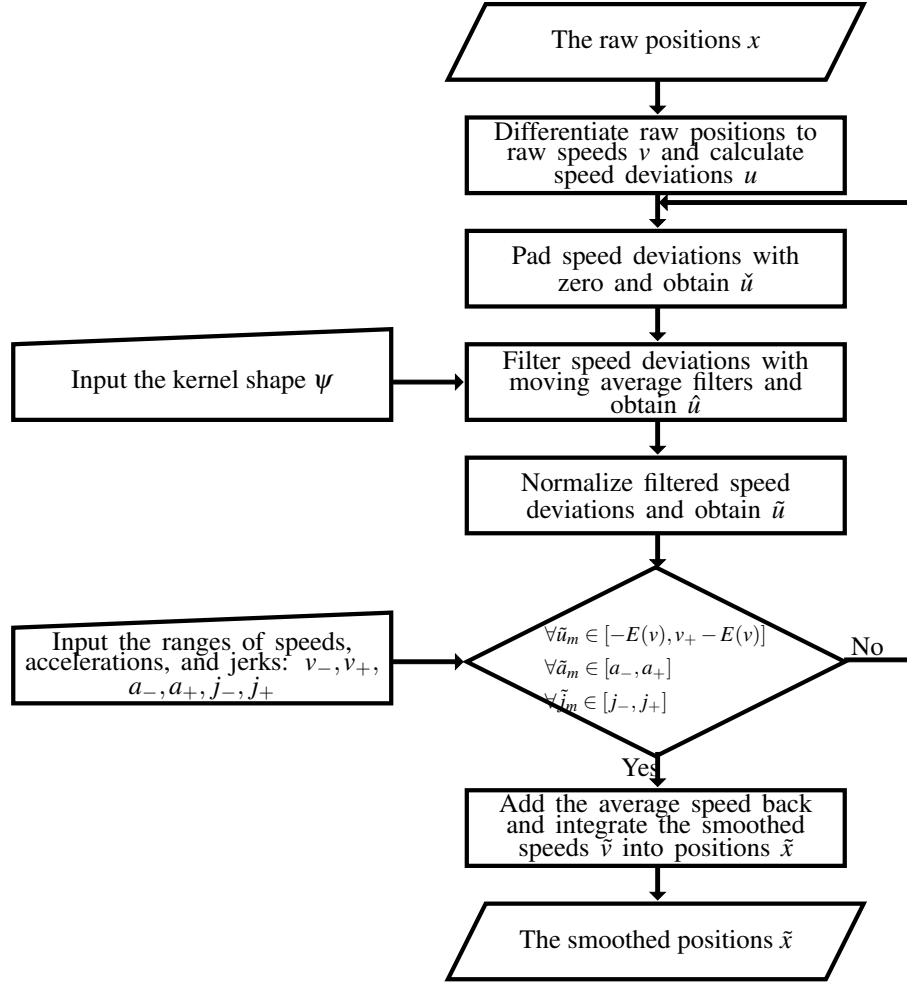 The raw positions x
Differentiate raw positions to
raw speeds v and calculate
speed deviations u
Pad speed deviations with
zero and obtain ǔ
Input the kernel shape ψ
Filter speed deviations with
moving average filters and
obtain û
Normalize filtered speed
deviations and obtain ũ
Input the ranges of speeds,
accelerations, and jerks: v₋, v₊,
a₋, a₊, j₋, j₊
∀ũₘ ∈ [−E(v), v₊ − E(v)]
∀ãₘ ∈ [a₋, a₊]
∀j̃ₘ ∈ [j₋, j₊]
No
Yes
Add the average speed back
and integrate the smoothed
speeds ṽ into positions x̃
The smoothed positions x̃